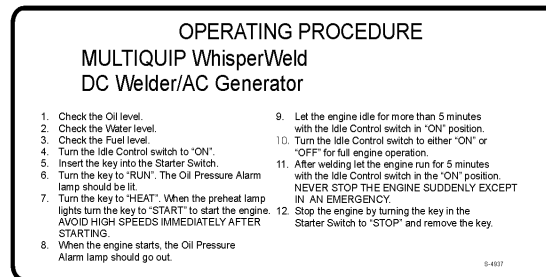 OPERATING PROCEDURE
MULTIQUIP WhisperWeld
DC Welder/AC Generator
1. Check the Oil level.
2. Check the Water level.
3. Check the Fuel level.
4. Turn the Idle Control switch to "ON".
5. Insert the key into the Starter Switch.
6. Turn the key to "RUN". The Oil Pressure Alarm
lamp should be lit.
7. Turn the key to "HEAT". When the preheat lamp
lights turn the key to "START" to start the engine.
AVOID HIGH SPEEDS IMMEDIATELY AFTER
STARTING.
8. When the engine starts, the Oil Pressure
Alarm lamp should go out.
9. Let the engine idle for more than 5 minutes
with the Idle Control switch in "ON" position.
10. Turn the Idle Control switch to either "ON" or
"OFF" for full engine operation.
11. After welding let the engine run for 5 minutes
with the Idle Control switch in the "ON" position.
NEVER STOP THE ENGINE SUDDENLY EXCEPT
IN AN EMERGENCY.
12. Stop the engine by turning the key in the
Starter Switch to "STOP" and remove the key.
S-4937